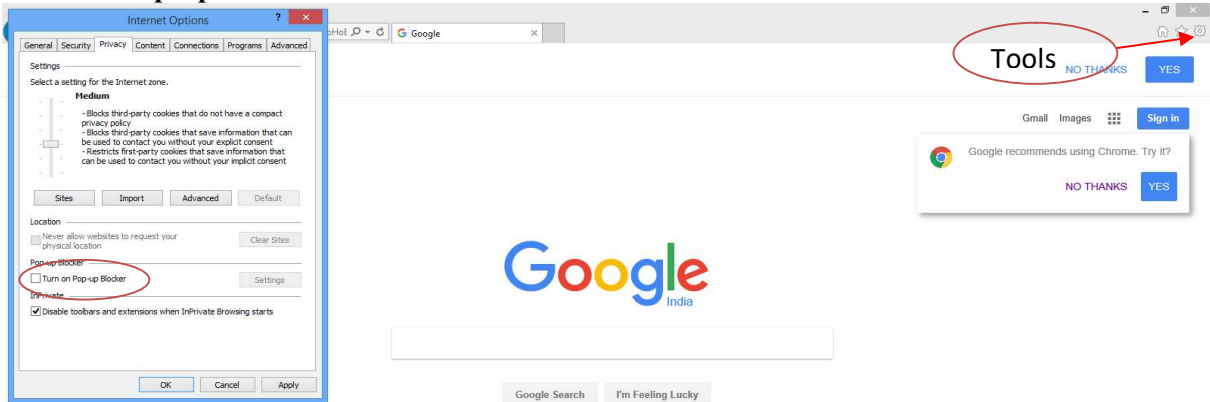 Internet Options
?
General Security Privacy Content Connections Programs Advanced
Settings
Select a setting for the Internet zone.
Medium
- Blocks third-party cookies that do not have a compact
privacy policy
- Blocks third-party cookies that save information that can
be used to contact you without your explicit consent
- Restricts first-party cookies that save information that
can be used to contact you without your implicit consent
Sites Import Advanced Default
Location
Never allow websites to request your
physical location
Clear Sites
Pop-up Blocker
Turn on Pop-up Blocker
Settings
InPrivate
Disable toolbars and extensions when InPrivate Browsing starts
OK Cancel Apply
Google
Tools
NO THANKS YES
Gmail Images Sign in
Google recommends using Chrome. Try it?
NO THANKS YES
Google
India
Google Search I'm Feeling Lucky